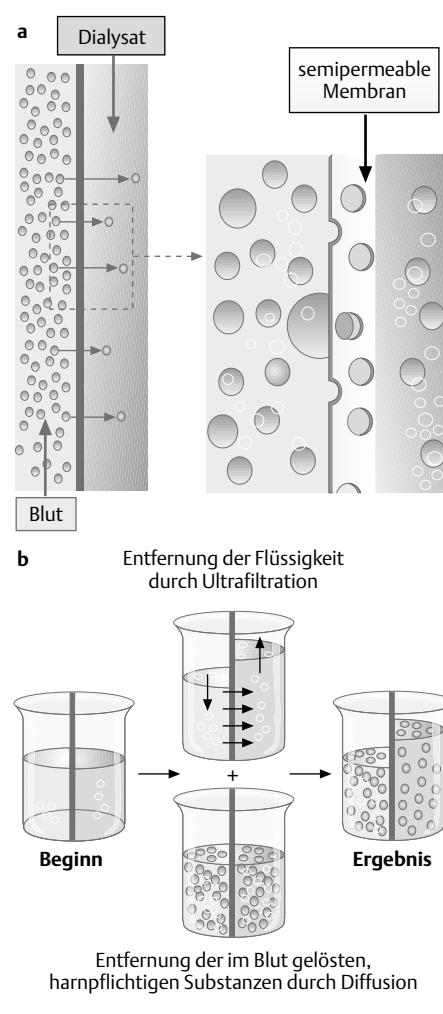 a
Dialysat
semipermeable
Membran
Blut
b
Entfernung der Flüssigkeit
durch Ultrafiltration
+
Beginn
Ergebnis
Entfernung der im Blut gelösten,
harnpflichtigen Substanzen durch Diffusion